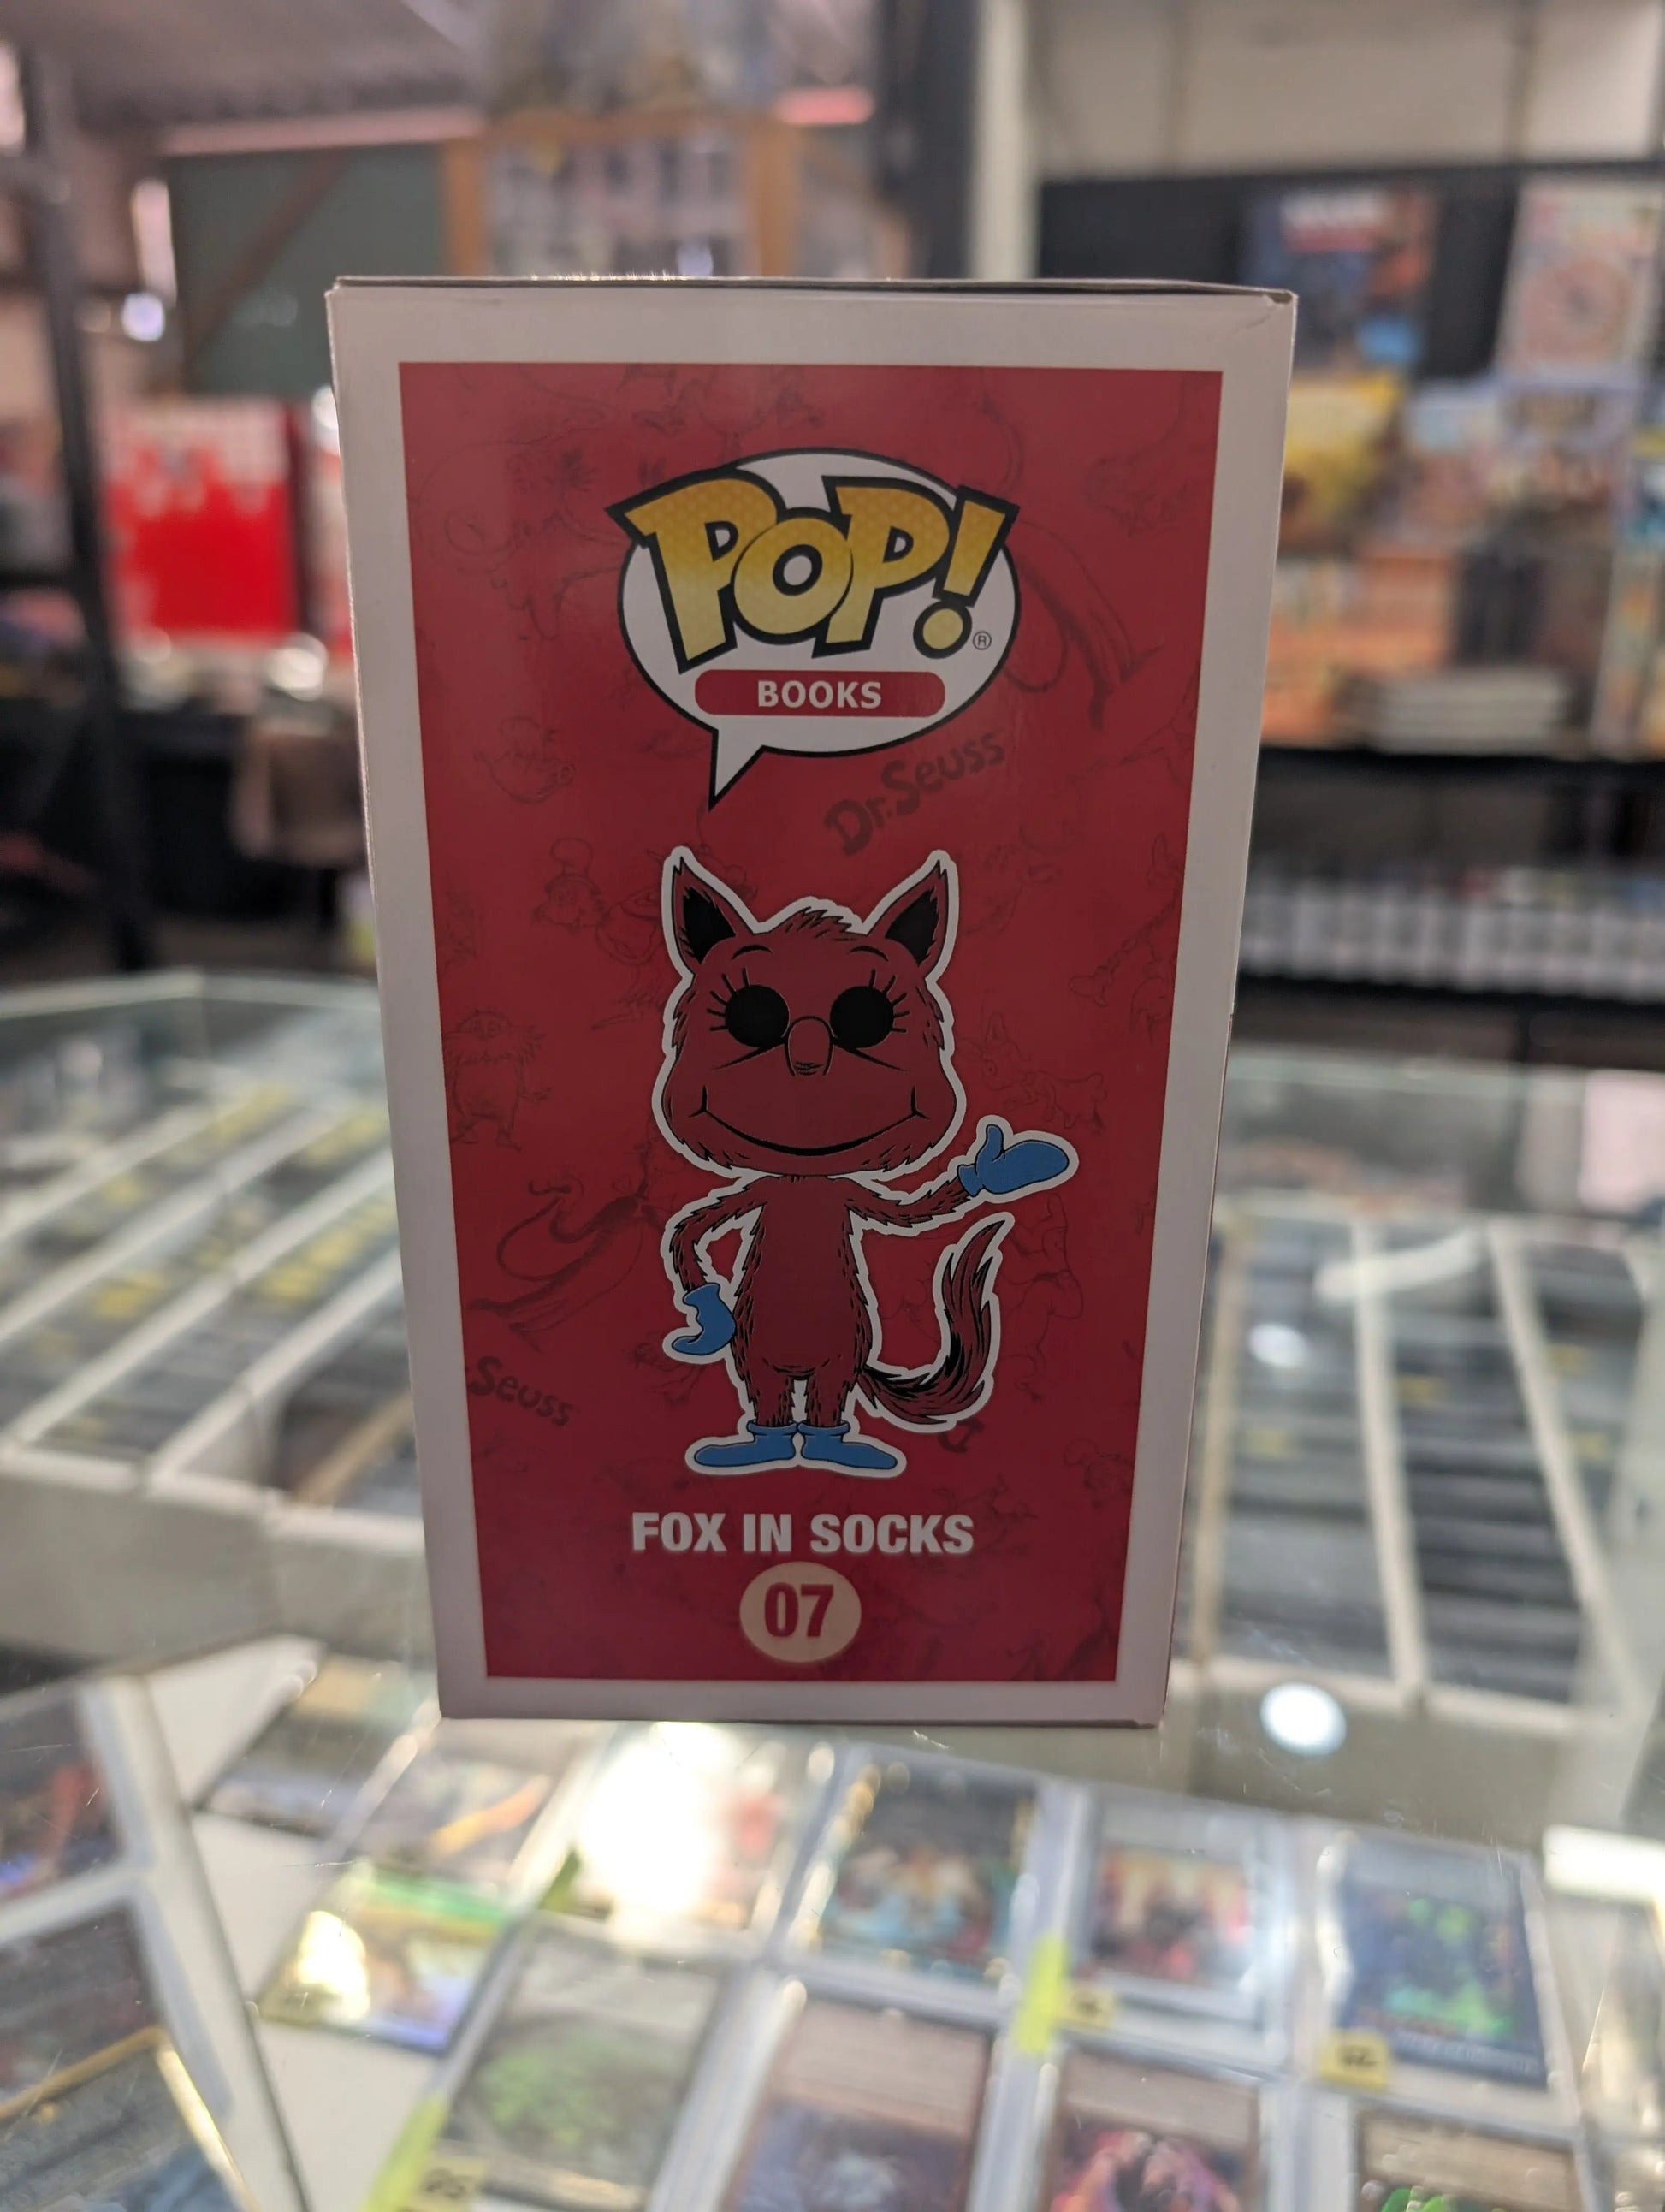 POP!®
BOOKS
Dr. Seuss
Seuss
FOX IN SOCKS
07